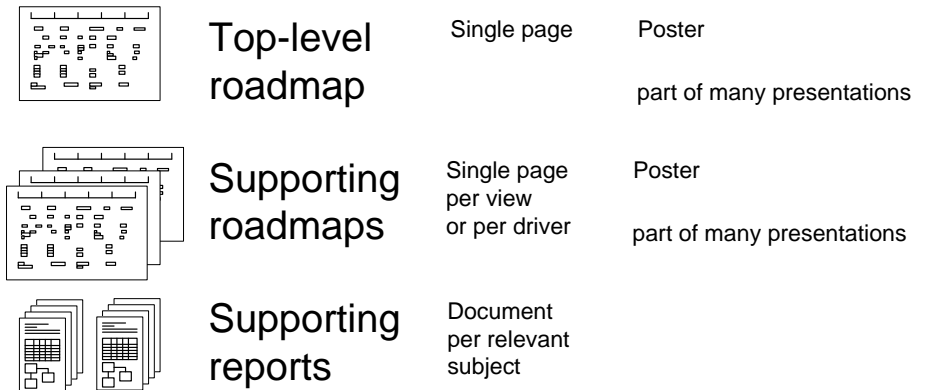 Top-level
roadmap
Single page
Poster
part of many presentations
Supporting
roadmaps
Single page
per view
or per driver
Poster
part of many presentations
Supporting
reports
Document
per relevant
subject